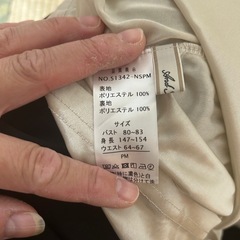 NO.S1342-NSPM
表地
ポリエステル 100%
裏地
ポリエステル 100%
サイズ
バスト 80~83
身長 147~154
ウエスト 64~67
PM